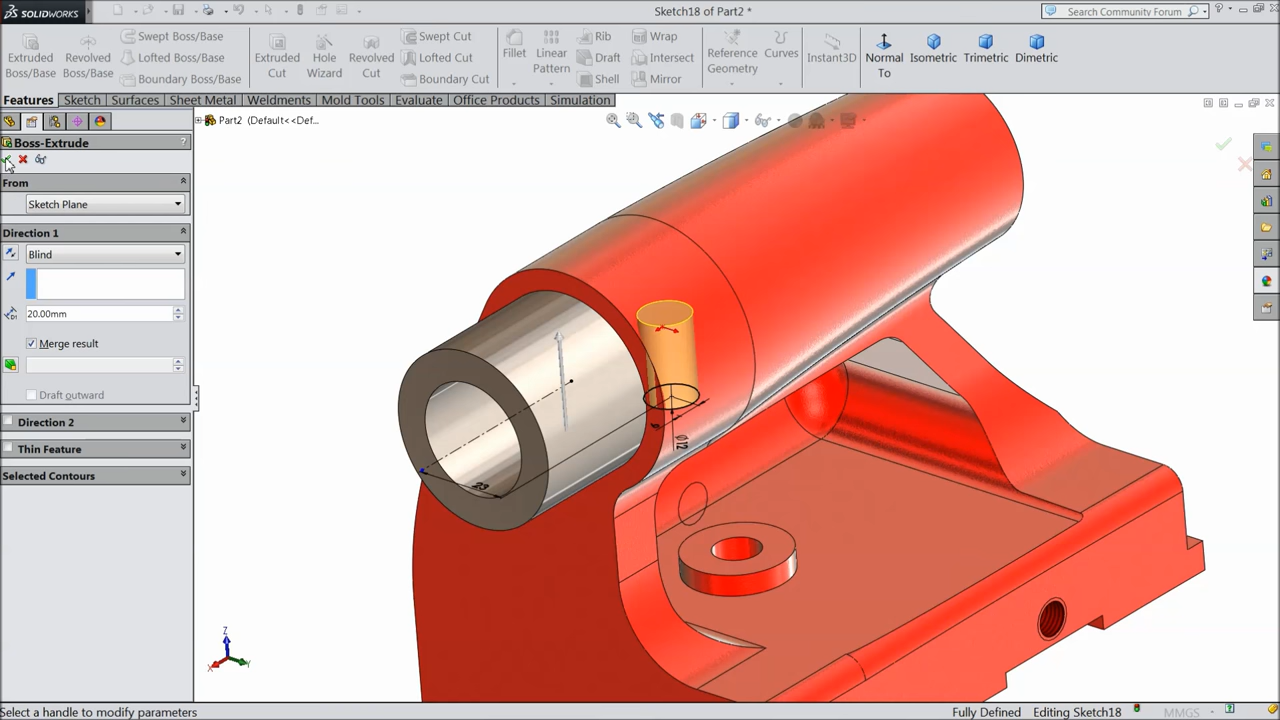 SOLIDWORKS
Sketch18 of Part2 *
Search Community Forum
Extruded Boss/Base
Revolved Boss/Base
Swept Boss/Base
Lofted Boss/Base
Boundary Boss/Base
Extruded Cut
Hole Wizard
Revolved Cut
Swept Cut
Lofted Cut
Boundary Cut
Fillet
Linear Pattern
Rib
Draft
Shell
Wrap
Intersect
Mirror
Reference Geometry
Curves
Instant3D
Normal To
Isometric
Trimetric
Dimetric
Features Sketch Surfaces Sheet Metal Weldments Mold Tools Evaluate Office Products Simulation
Part2 (Default<<Def...
Boss-Extrude
?
From
Sketch Plane
Direction 1
Blind
20.00mm
Merge result
Draft outward
Direction 2
Thin Feature
Selected Contours
23
Ø12
Z
X
Y
Select a handle to modify parameters
Fully Defined
Editing Sketch18
MMGS